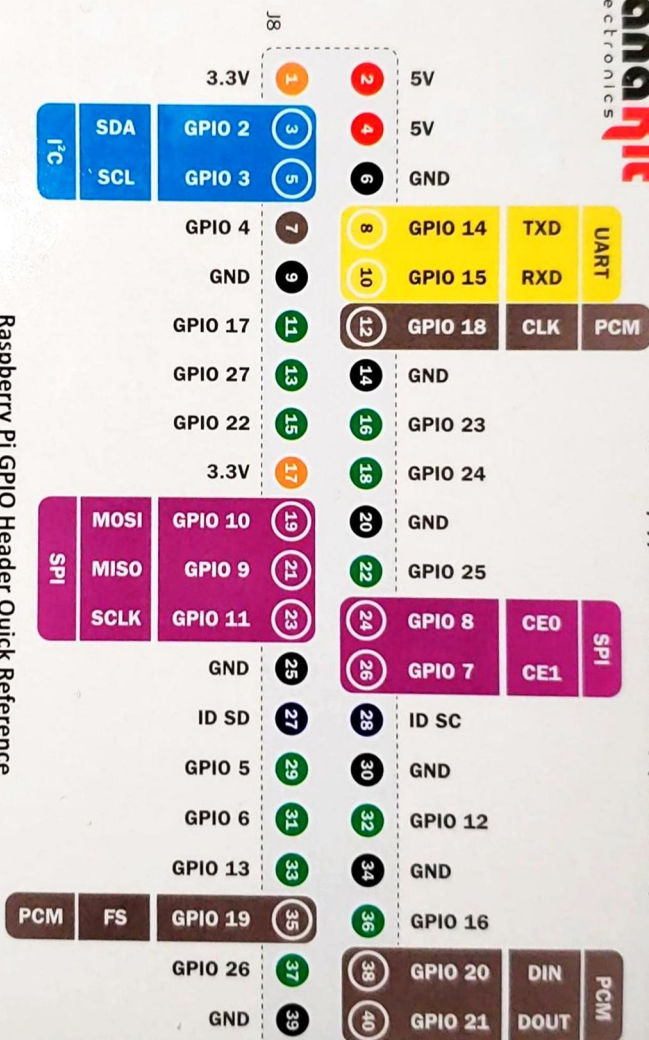 J8
ectronics
3.3V 1 2 5V
I²C SDA GPIO 2 3 4 5V
SCL GPIO 3 5 6 GND
GPIO 4 7 8 GPIO 14 TXD UART
GND 9 10 GPIO 15 RXD
GPIO 17 11 12 GPIO 18 CLK PCM
GPIO 27 13 14 GND
GPIO 22 15 16 GPIO 23
3.3V 17 18 GPIO 24
SPI MOSI GPIO 10 19 20 GND
MISO GPIO 9 21 22 GPIO 25
SCLK GPIO 11 23 24 GPIO 8 CE0 SPI
GND 25 26 GPIO 7 CE1
ID SD 27 28 ID SC
GPIO 5 29 30 GND
GPIO 6 31 32 GPIO 12
GPIO 13 33 34 GND
PCM FS GPIO 19 35 36 GPIO 16
GPIO 26 37 38 GPIO 20 DIN PCM
GND 39 40 GPIO 21 DOUT
Raspberry Pi GPIO Header Quick Reference